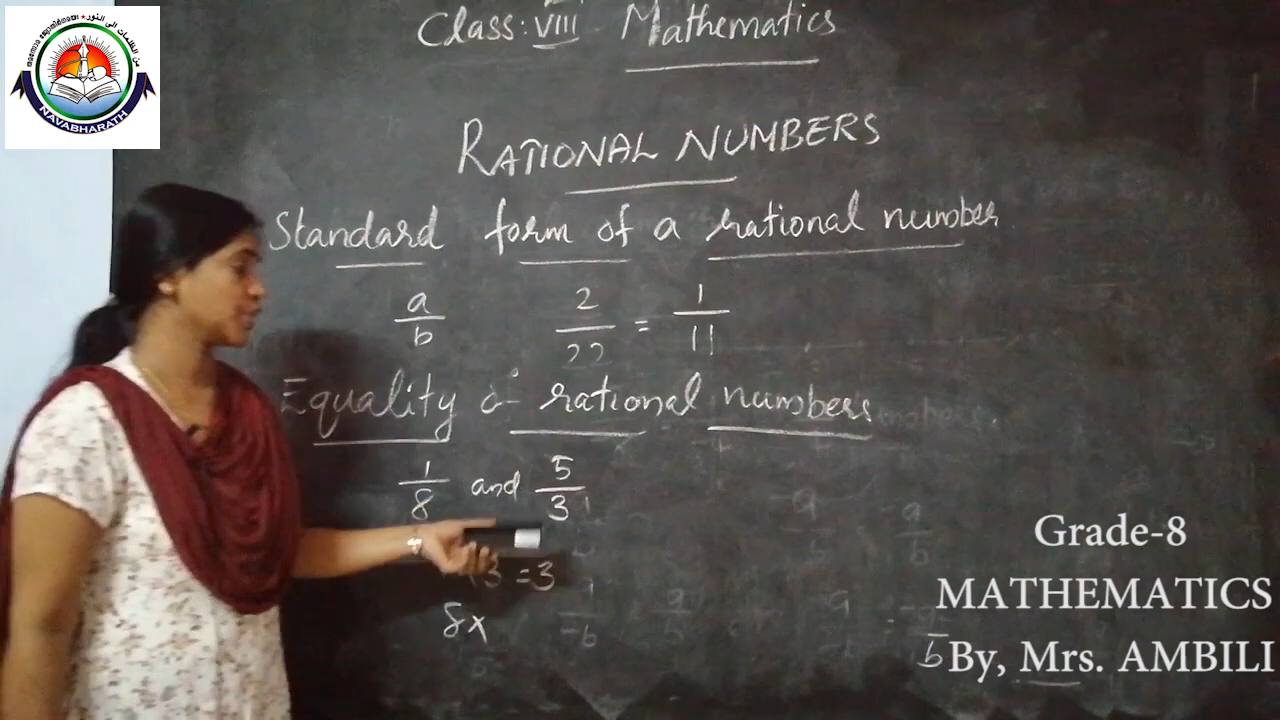 NAVABHARATH
Class: VIII Mathematics
RATIONAL NUMBERS
Standard form of a rational number
a/b 2/22 = 1/11
Equality of rational numbers
1/8 and 5/3
3 = 3
8x
Grade-8
MATHEMATICS
By, Mrs. AMBILI